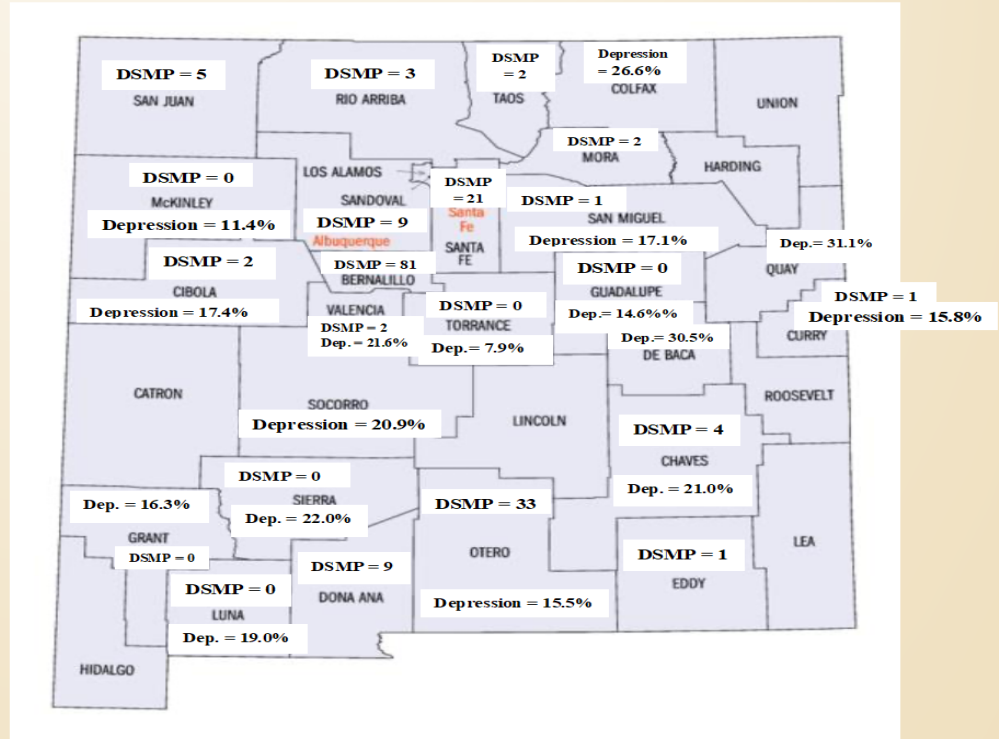 DSMP = 5
SAN JUAN
DSMP = 3
RIO ARRIBA
DSMP
= 2
TAOS
Depression
= 26.6%
COLFAX
UNION
DSMP = 2
MORA
HARDING
DSMP = 0
McKINLEY
Depression = 11.4%
LOS ALAMOS
SANDOVAL
DSMP = 9
Albuquerque
DSMP
= 21
Santa
Fe
SANTA
FE
DSMP = 1
SAN MIGUEL
Depression = 17.1%
Dep.= 31.1%
QUAY
DSMP = 2
CIBOLA
Depression = 17.4%
DSMP = 81
BERNALILLO
VALENCIA
DSMP = 2
Dep. = 21.6%
DSMP = 0
TORRANCE
Dep.= 7.9%
DSMP = 0
GUADALUPE
Dep.= 14.6%%
Dep.= 30.5%
DE BACA
DSMP = 1
Depression = 15.8%
CURRY
CATRON
SOCORRO
Depression = 20.9%
LINCOLN
ROOSEVELT
DSMP = 4
CHAVES
Dep. = 21.0%
DSMP = 0
SIERRA
Dep. = 22.0%
Dep. = 16.3%
GRANT
DSMP = 0
DSMP = 33
OTERO
Depression = 15.5%
LEA
DSMP = 1
EDDY
DSMP = 9
DONA ANA
DSMP = 0
LUNA
Dep. = 19.0%
HIDALGO